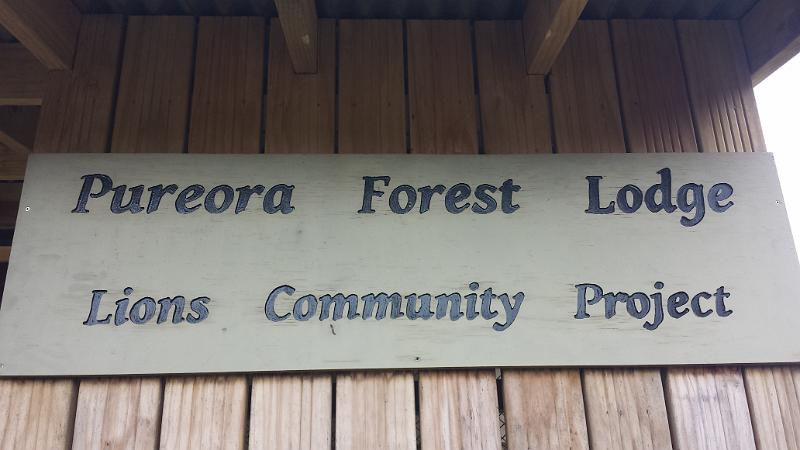 Pureora Forest Lodge
Lions Community Project